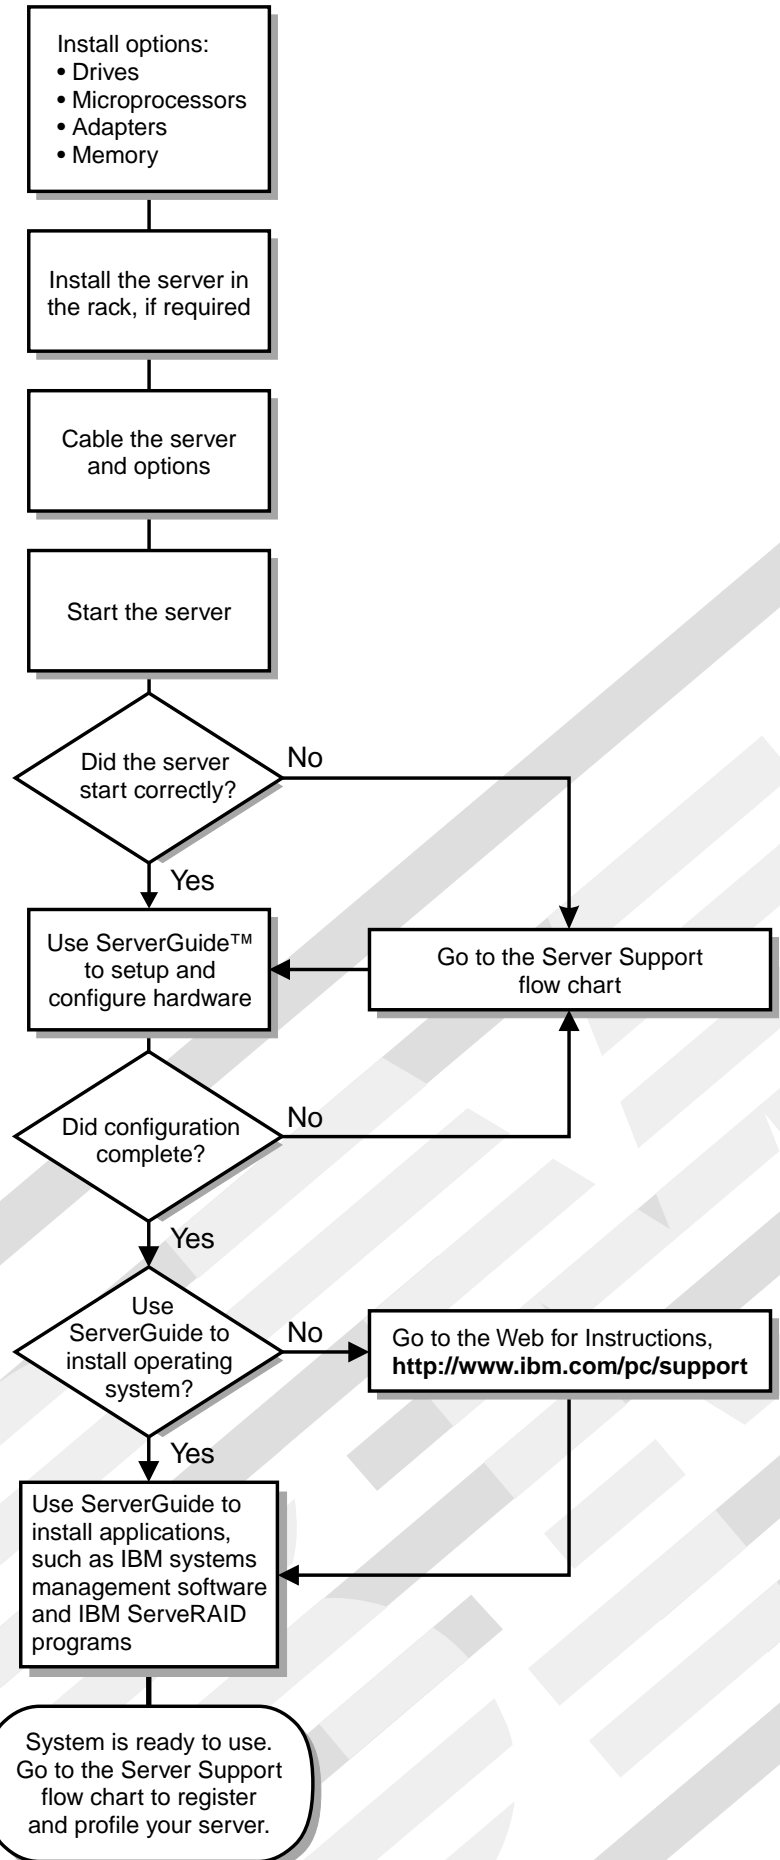 Install options:
• Drives
• Microprocessors
• Adapters
• Memory
Install the server in
the rack, if required
Cable the server
and options
Start the server
Did the server
start correctly?
No
Yes
Use ServerGuide™
to setup and
configure hardware
Go to the Server Support
flow chart
Did configuration
complete?
No
Yes
Use
ServerGuide to
install operating
system?
No
Go to the Web for Instructions,
http://www.ibm.com/pc/support
Yes
Use ServerGuide to
install applications,
such as IBM systems
management software
and IBM ServeRAID
programs
System is ready to use.
Go to the Server Support
flow chart to register
and profile your server.